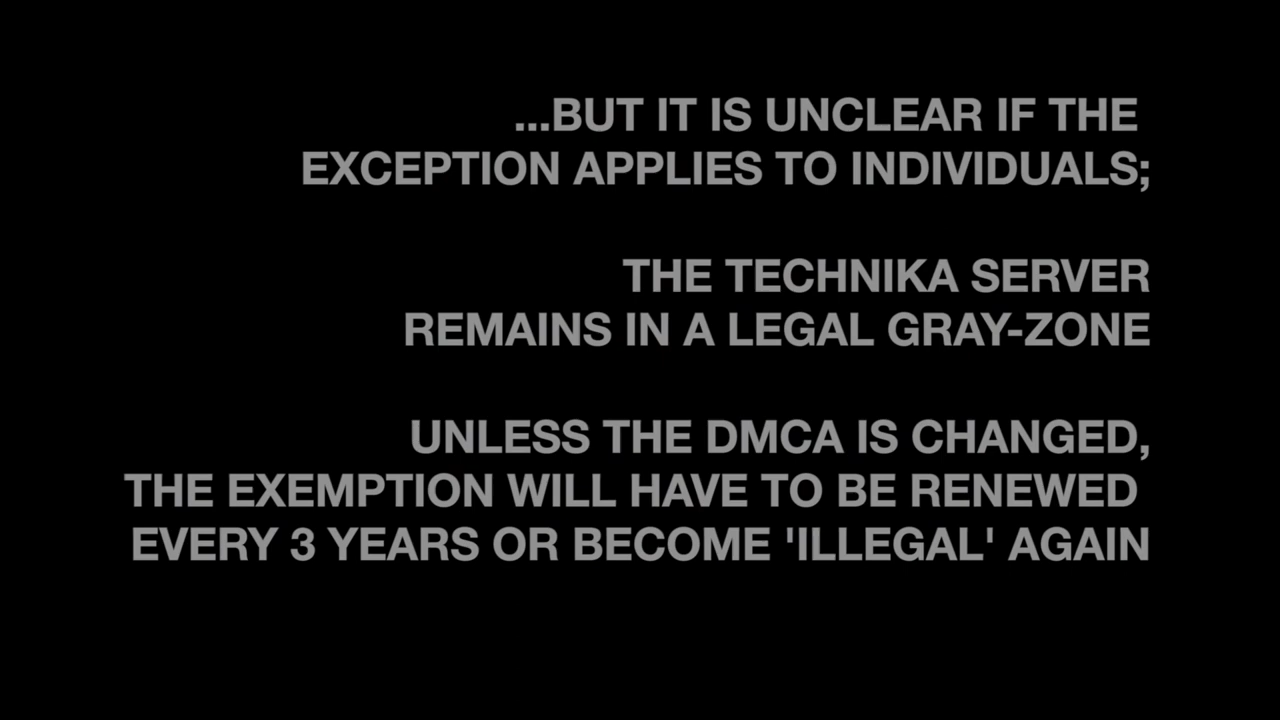 ...BUT IT IS UNCLEAR IF THE
EXCEPTION APPLIES TO INDIVIDUALS;
THE TECHNIKA SERVER
REMAINS IN A LEGAL GRAY-ZONE
UNLESS THE DMCA IS CHANGED,
THE EXEMPTION WILL HAVE TO BE RENEWED
EVERY 3 YEARS OR BECOME 'ILLEGAL' AGAIN